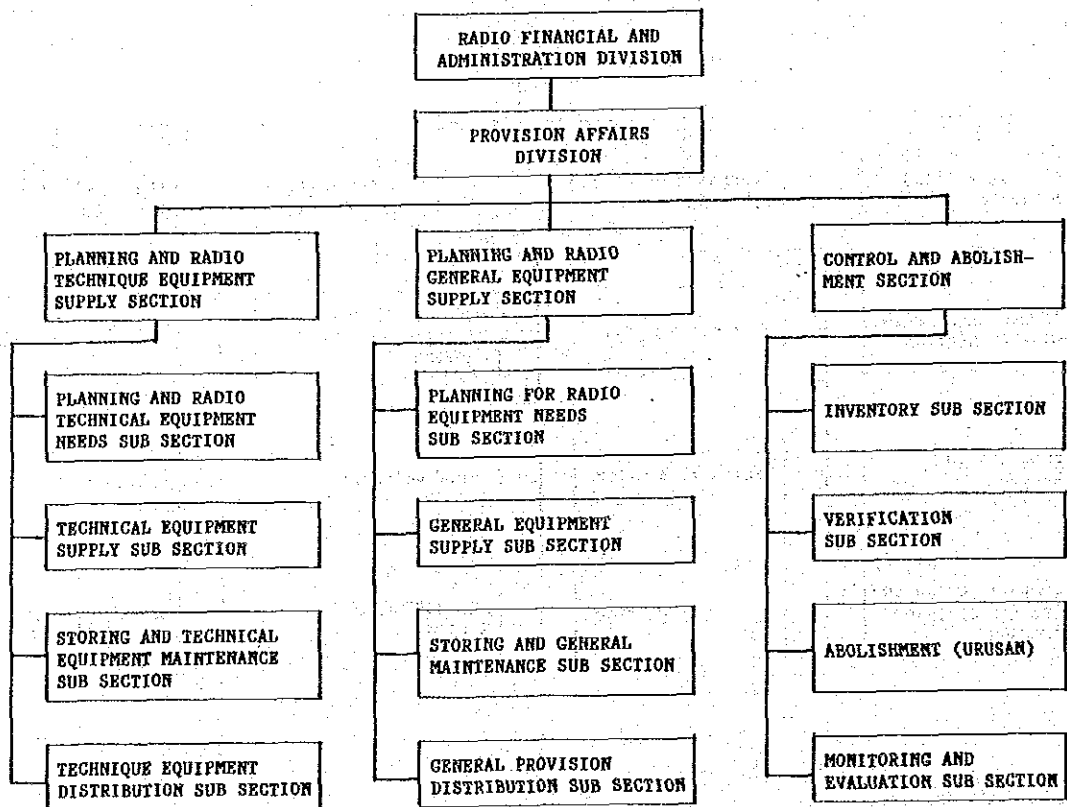 RADIO FINANCIAL AND
ADMINISTRATION DIVISION
PROVISION AFFAIRS
DIVISION
PLANNING AND RADIO
TECHNIQUE EQUIPMENT
SUPPLY SECTION
PLANNING AND RADIO
GENERAL EQUIPMENT
SUPPLY SECTION
CONTROL AND ABOLISH-
MENT SECTION
PLANNING AND RADIO
TECHNICAL EQUIPMENT
NEEDS SUB SECTION
PLANNING FOR RADIO
EQUIPMENT NEEDS
SUB SECTION
INVENTORY SUB SECTION
TECHNICAL EQUIPMENT
SUPPLY SUB SECTION
GENERAL EQUIPMENT
SUPPLY SUB SECTION
VERIFICATION
SUB SECTION
STORING AND TECHNICAL
EQUIPMENT MAINTENANCE
SUB SECTION
STORING AND GENERAL
MAINTENANCE SUB SECTION
ABOLISHMENT (URUSAN)
TECHNIQUE EQUIPMENT
DISTRIBUTION SUB SECTION
GENERAL PROVISION
DISTRIBUTION SUB SECTION
MONITORING AND
EVALUATION SUB SECTION